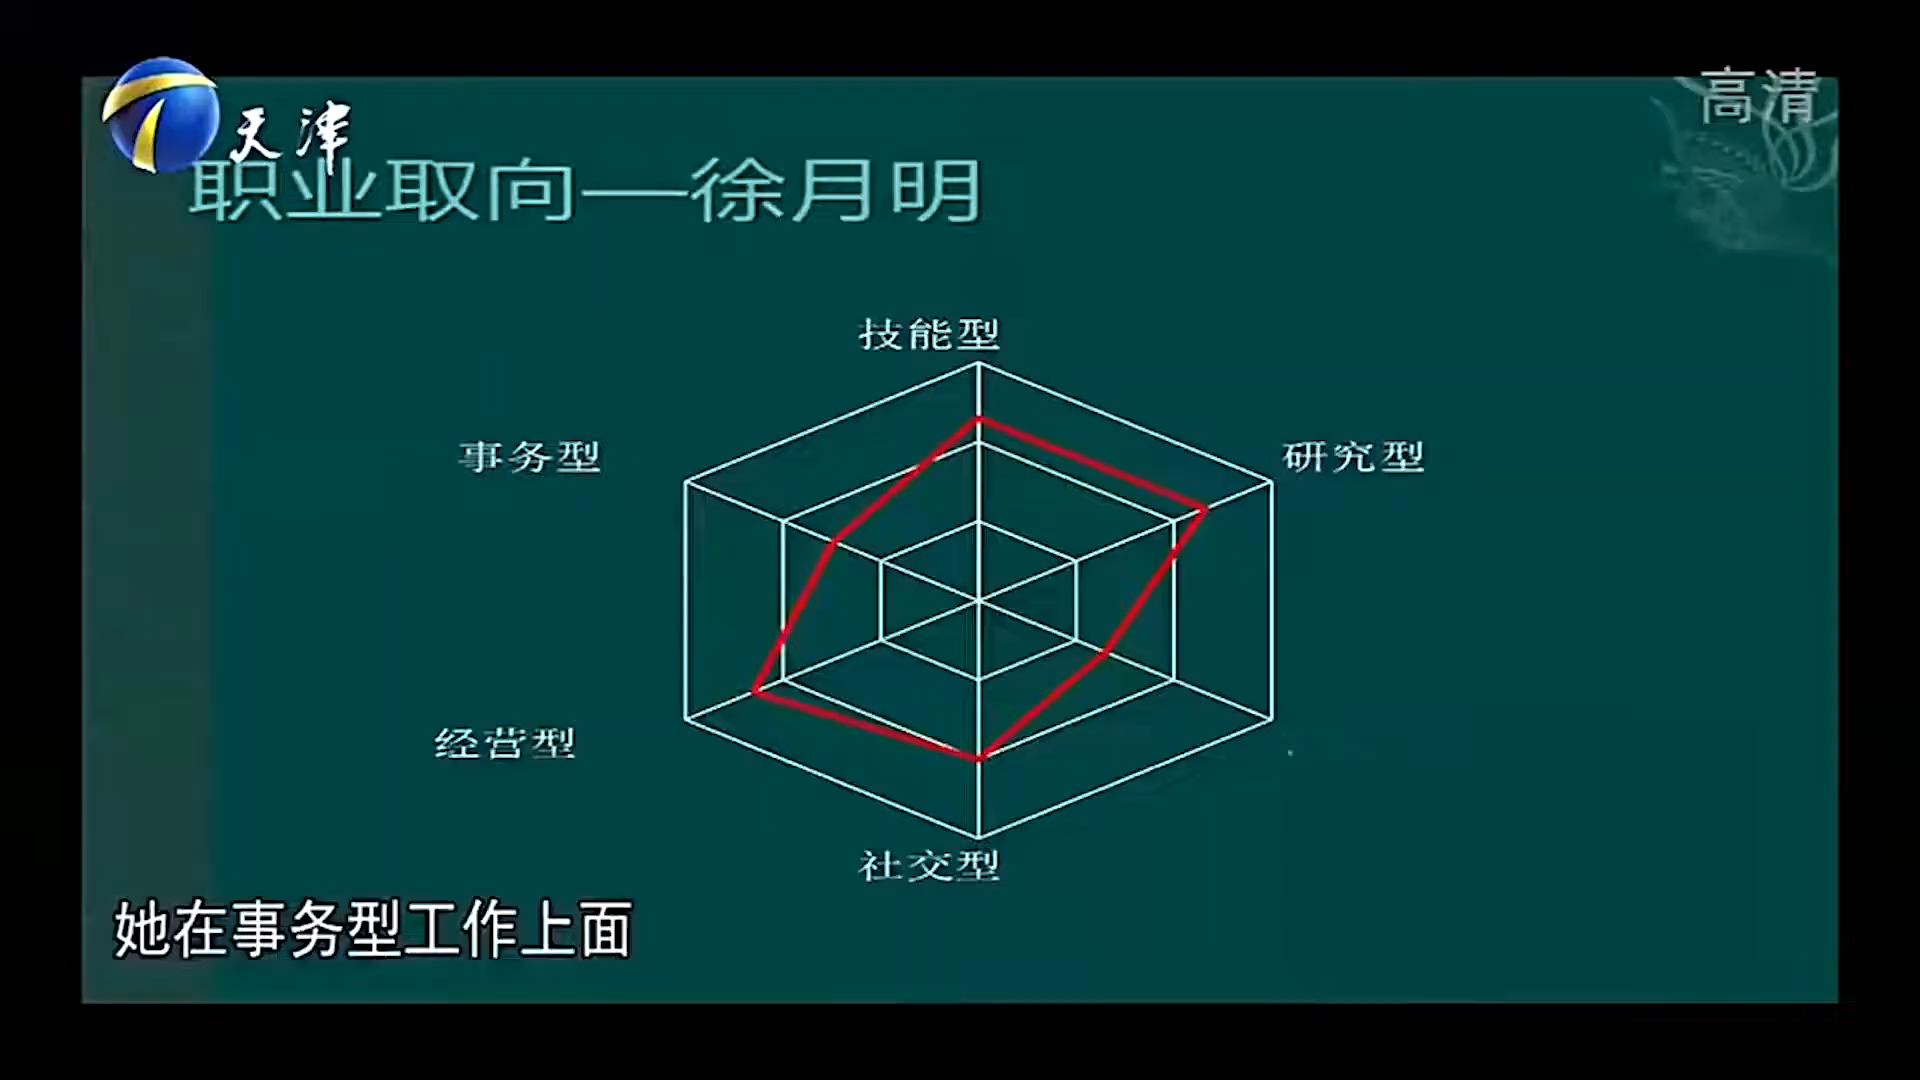 天津
高清
职业取向—徐月明
技能型
事务型
研究型
经营型
社交型
她在事务型工作上面